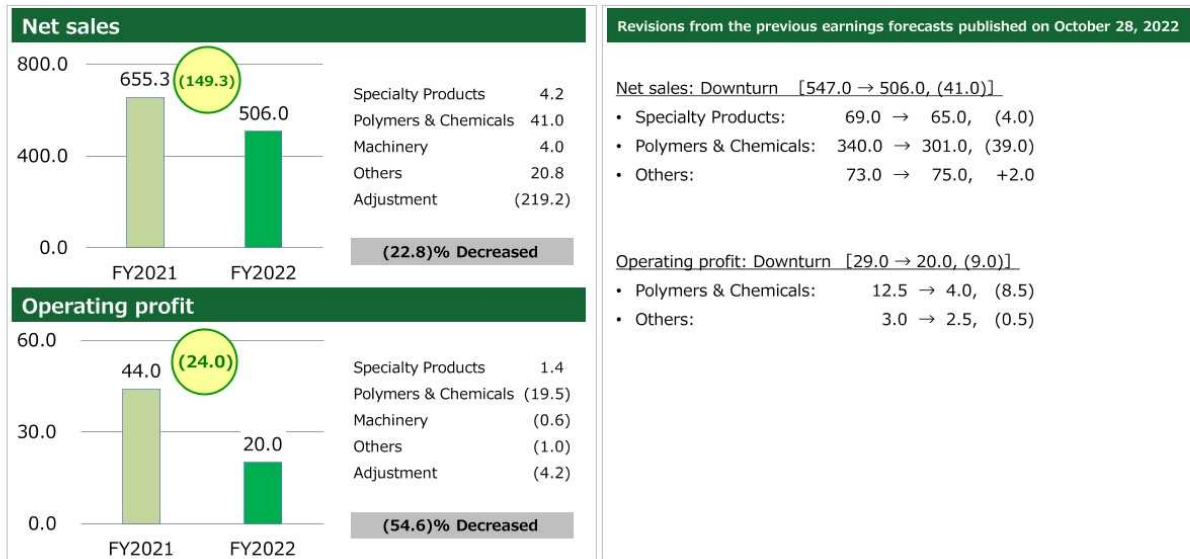 Net sales
800.0
655.3
(149.3)
506.0
400.0
0.0
FY2021 FY2022
Specialty Products 4.2
Polymers & Chemicals 41.0
Machinery 4.0
Others 20.8
Adjustment (219.2)
(22.8)% Decreased
Operating profit
60.0
44.0
(24.0)
30.0
20.0
0.0
FY2021 FY2022
Specialty Products 1.4
Polymers & Chemicals (19.5)
Machinery (0.6)
Others (1.0)
Adjustment (4.2)
(54.6)% Decreased
Revisions from the previous earnings forecasts published on October 28, 2022
Net sales: Downturn [547.0 → 506.0, (41.0)]
• Specialty Products: 69.0 → 65.0, (4.0)
• Polymers & Chemicals: 340.0 → 301.0, (39.0)
• Others: 73.0 → 75.0, +2.0
Operating profit: Downturn [29.0 → 20.0, (9.0)]
• Polymers & Chemicals: 12.5 → 4.0, (8.5)
• Others: 3.0 → 2.5, (0.5)